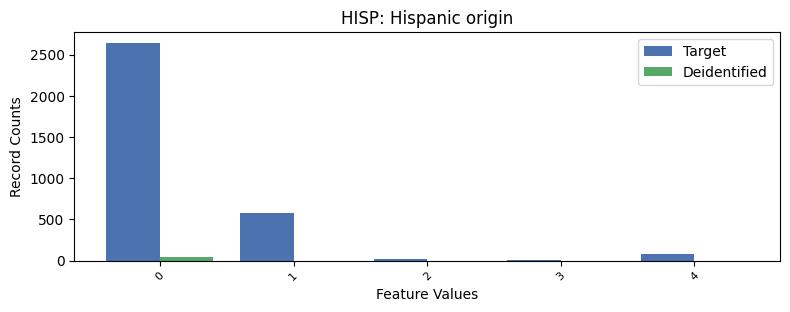 HISP: Hispanic origin
Target
Deidentified
Record Counts
2500
2000
1500
1000
500
0
0 1 2 3 4
Feature Values